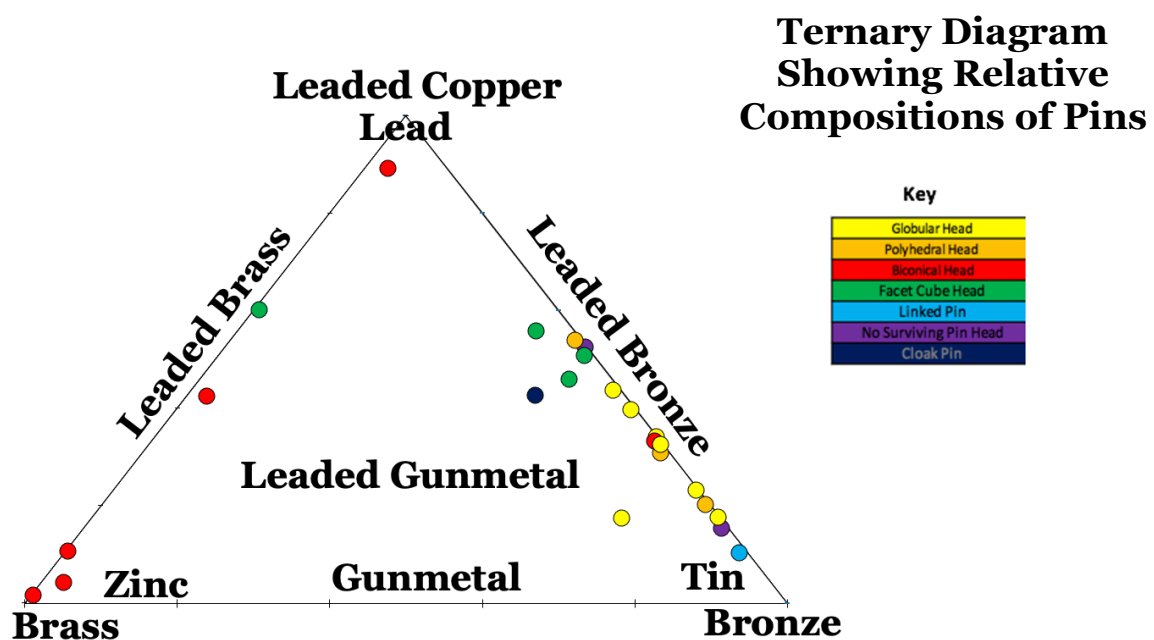 Ternary Diagram
Showing Relative
Compositions of Pins
Leaded Copper
Lead
Leaded Brass
Leaded Bronze
Leaded Gunmetal
Zinc
Gunmetal
Tin
Brass
Bronze
Key
Globular Head
Polyhedral Head
Biconical Head
Facet Cube Head
Linked Pin
No Surviving Pin Head
Cloak Pin